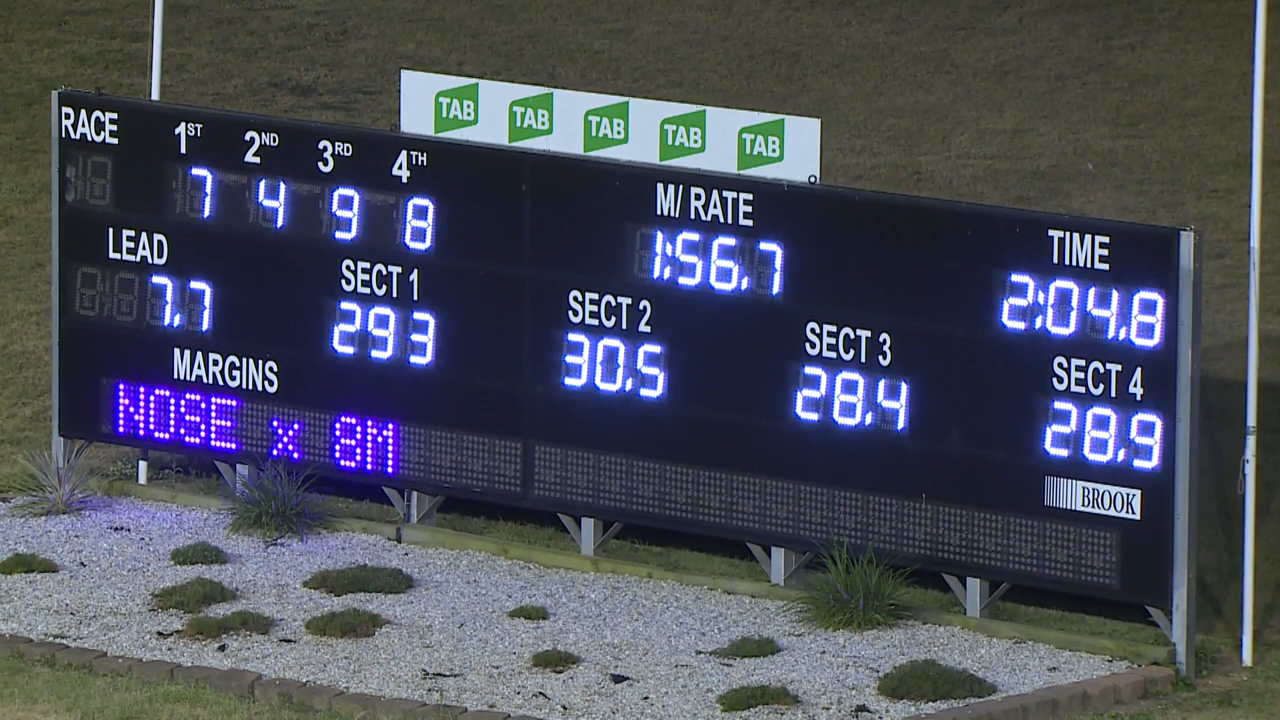 TAB TAB TAB TAB TAB
RACE 1ST 2ND 3RD 4TH
7 4 9 8
M/ RATE
1:56.7
TIME
2:04.8
LEAD
7.7
SECT 1
293
SECT 2
30.5
SECT 3
28.4
SECT 4
28.9
MARGINS
NOSE x 8M
BROOK